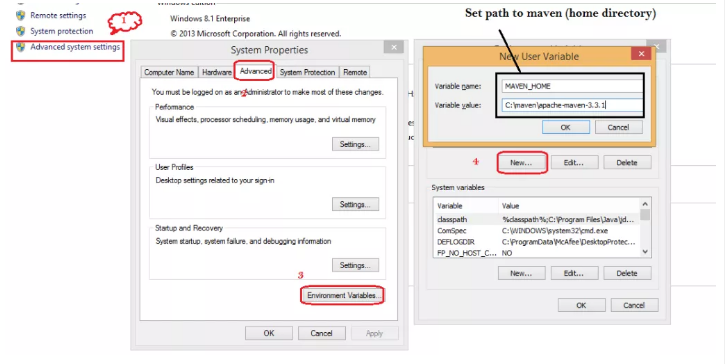 Remote settings
System protection
Advanced system settings
1
Windows edition
Windows 8.1 Enterprise
© 2013 Microsoft Corporation. All rights reserved.
Set path to maven (home directory)
System Properties
Computer Name
Hardware
Advanced
System Protection
Remote
2
You must be logged on as an Administrator to make most of these changes.
Performance
Visual effects, processor scheduling, memory usage, and virtual memory
Settings...
User Profiles
Desktop settings related to your sign-in
Settings...
Startup and Recovery
System startup, system failure, and debugging information
Settings...
3
Environment Variables...
OK
Cancel
Apply
New User Variable
Variable name:
MAVEN_HOME
Variable value:
C:\maven\apache-maven-3.3.1
OK
Cancel
4
New...
Edit...
Delete
System variables
Variable Value
classpath %classpath%;C:\Program Files\Java\jd...
ComSpec C:\WINDOWS\system32\cmd.exe
DEFLOGDIR C:\ProgramData\McAfee\DesktopProtec...
FP_NO_HOST_C... NO
New...
Edit...
Delete
OK
Cancel